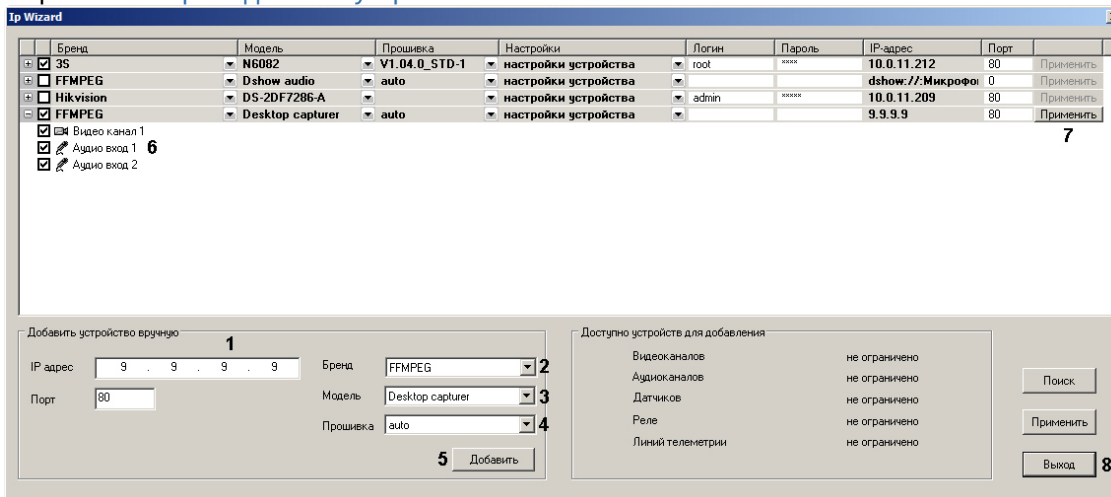 Ip Wizard
Бренд Модель Прошивка Настройки Логин Пароль IP-адрес Порт
3S N6082 V1.04.0_STD-1 настройки устройства root **** 10.0.11.212 80 Применить
FFMPEG Dshow audio auto настройки устройства dshow://:Микрофо 0 Применить
Hikvision DS-2DF7286-A настройки устройства admin ***** 10.0.11.209 80 Применить
FFMPEG Desktop capturer auto настройки устройства 9.9.9.9 80 Применить
Видео канал 1 7
Аудио вход 1 6
Аудио вход 2
Добавить устройство вручную
1
IP адрес 9 . 9 . 9 . 9 Бренд FFMPEG 2
Порт 80 Модель Desktop capturer 3
Прошивка auto 4
5 Добавить
Доступно устройств для добавления
Видеоканалов не ограничено
Аудиоканалов не ограничено
Датчиков не ограничено
Реле не ограничено
Линий телеметрии не ограничено
Поиск
Применить
Выход 8